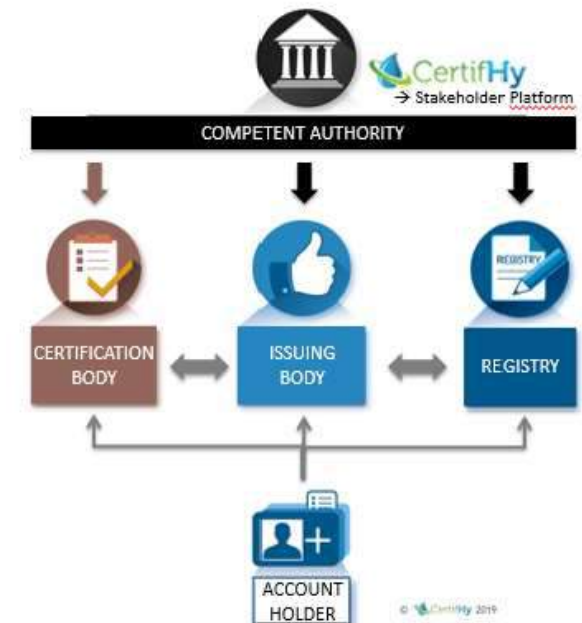 CertifHy
→ Stakeholder Platform
COMPETENT AUTHORITY
REGISTRY
CERTIFICATION
BODY
ISSUING
BODY
REGISTRY
ACCOUNT
HOLDER
© CertifHy 2019